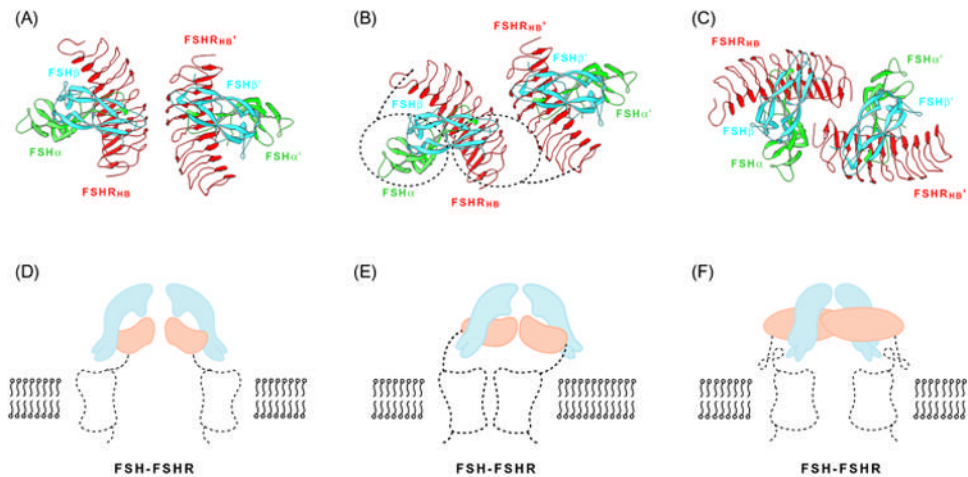 (A)
FSHRHB'
FSHβ
FSHβ'
FSHα
FSHα'
FSHRHB
(B)
FSHRHB'
FSHβ
FSHβ'
FSHα'
FSHα
FSHRHB
(C)
FSHRHB
FSHα'
FSHβ
FSHβ'
FSHα
FSHRHB'
(D)
FSH-FSHR
(E)
FSH-FSHR
(F)
FSH-FSHR